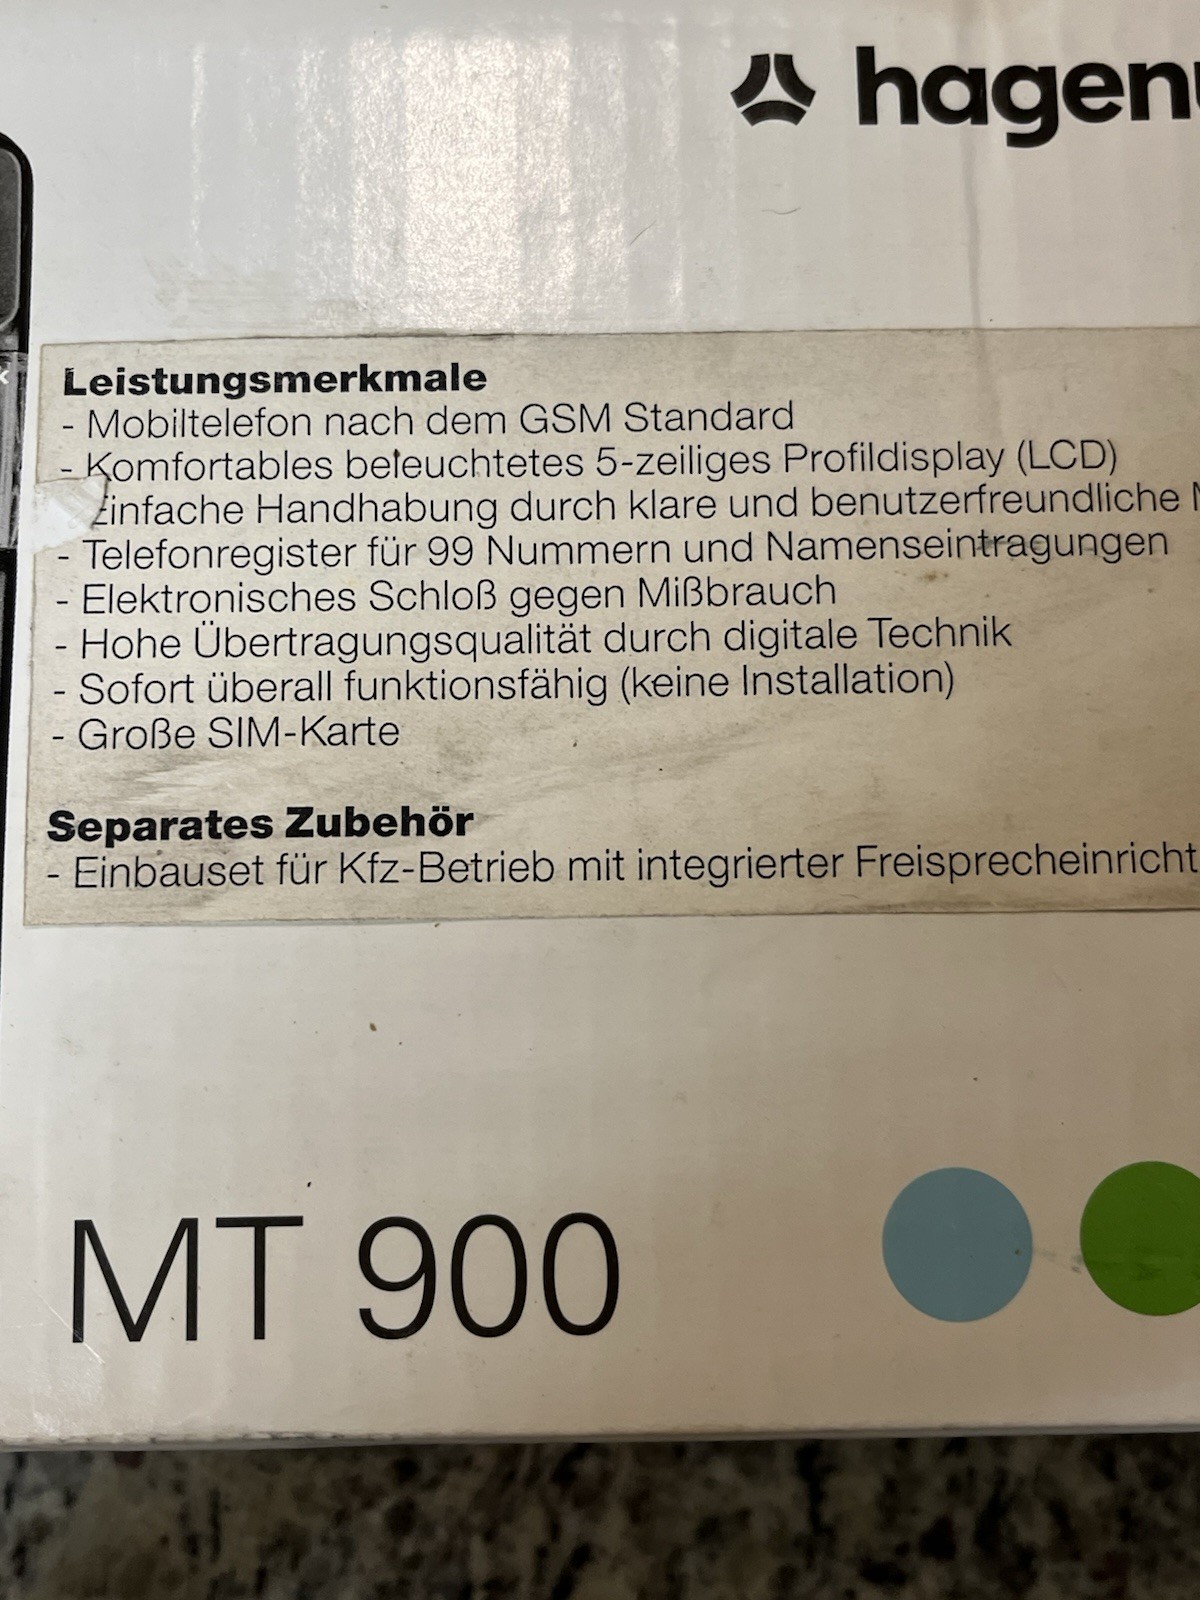 hagen
Leistungsmerkmale
- Mobiltelefon nach dem GSM Standard
- Komfortables beleuchtetes 5-zeiliges Profildisplay (LCD)
Einfache Handhabung durch klare und benutzerfreundliche
- Telefonregister für 99 Nummern und Namenseintragungen
- Elektronisches Schloß gegen Mißbrauch
- Hohe Übertragungsqualität durch digitale Technik
- Sofort überall funktionsfähig (keine Installation)
- Große SIM-Karte
Separates Zubehör
- Einbauset für Kfz-Betrieb mit integrierter Freisprecheinricht
MT 900